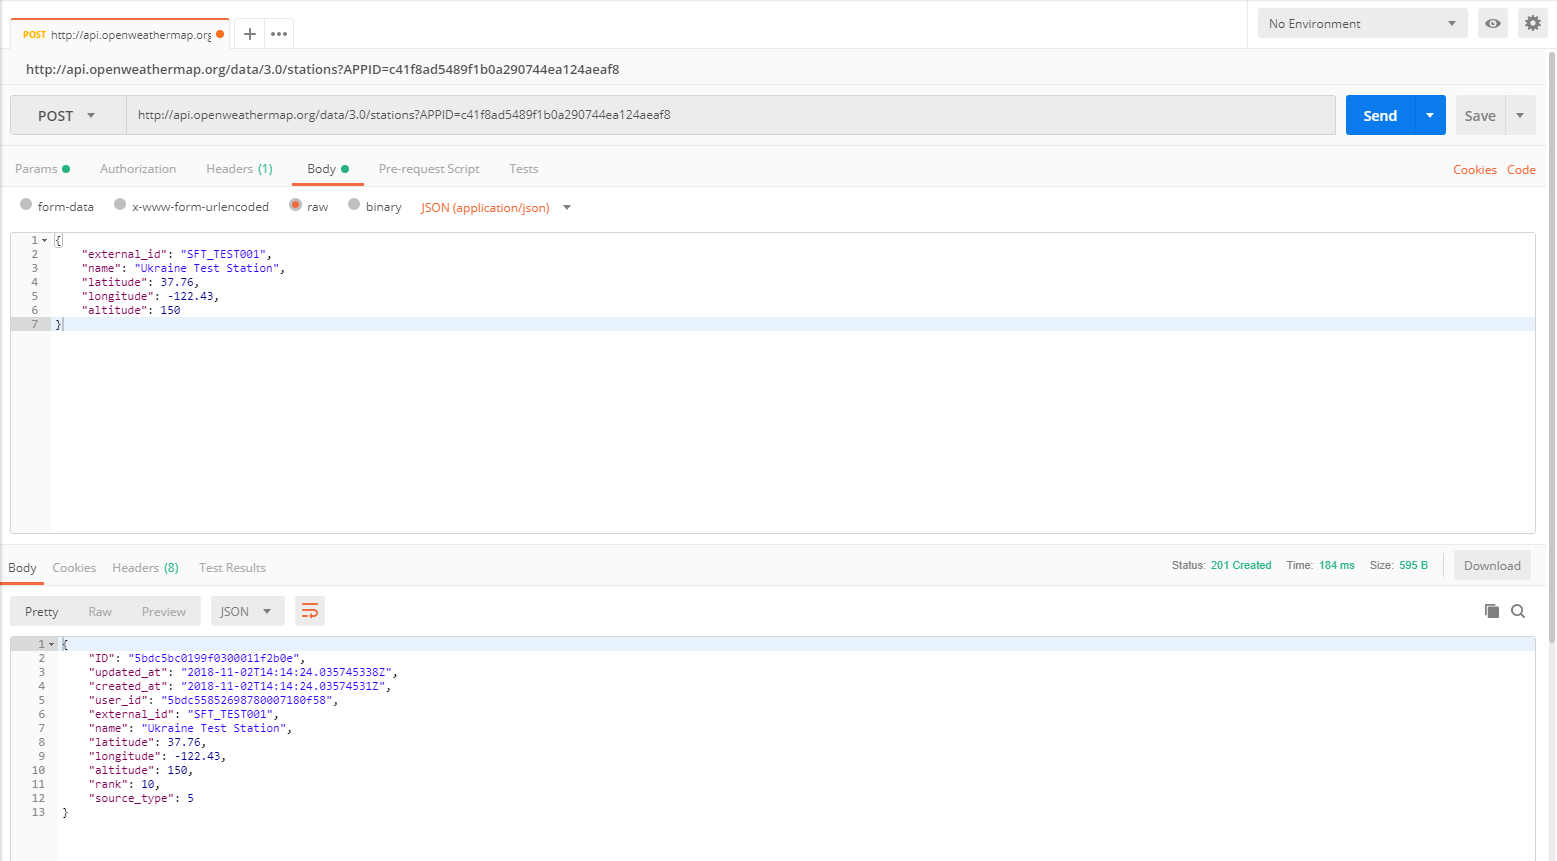 POST http://api.openweathermap.org
No Environment
http://api.openweathermap.org/data/3.0/stations?APPID=c41f8ad5489f1b0a290744ea124aeaf8
POST http://api.openweathermap.org/data/3.0/stations?APPID=c41f8ad5489f1b0a290744ea124aeaf8 Send Save
Params Authorization Headers (1) Body Pre-request Script Tests Cookies Code
form-data x-www-form-urlencoded raw binary JSON (application/json)
1 {
2 "external_id": "SFT_TEST001",
3 "name": "Ukraine Test Station",
4 "latitude": 37.76,
5 "longitude": -122.43,
6 "altitude": 150
7 }
Body Cookies Headers (8) Test Results Status: 201 Created Time: 184 ms Size: 595 B Download
Pretty Raw Preview JSON
1 {
2 "ID": "5bdc5bc0199f0300011f2b0e",
3 "updated_at": "2018-11-02T14:14:24.035745338Z",
4 "created_at": "2018-11-02T14:14:24.03574531Z",
5 "user_id": "5bdc55852698780007180f58",
6 "external_id": "SFT_TEST001",
7 "name": "Ukraine Test Station",
8 "latitude": 37.76,
9 "longitude": -122.43,
10 "altitude": 150,
11 "rank": 10,
12 "source_type": 5
13 }